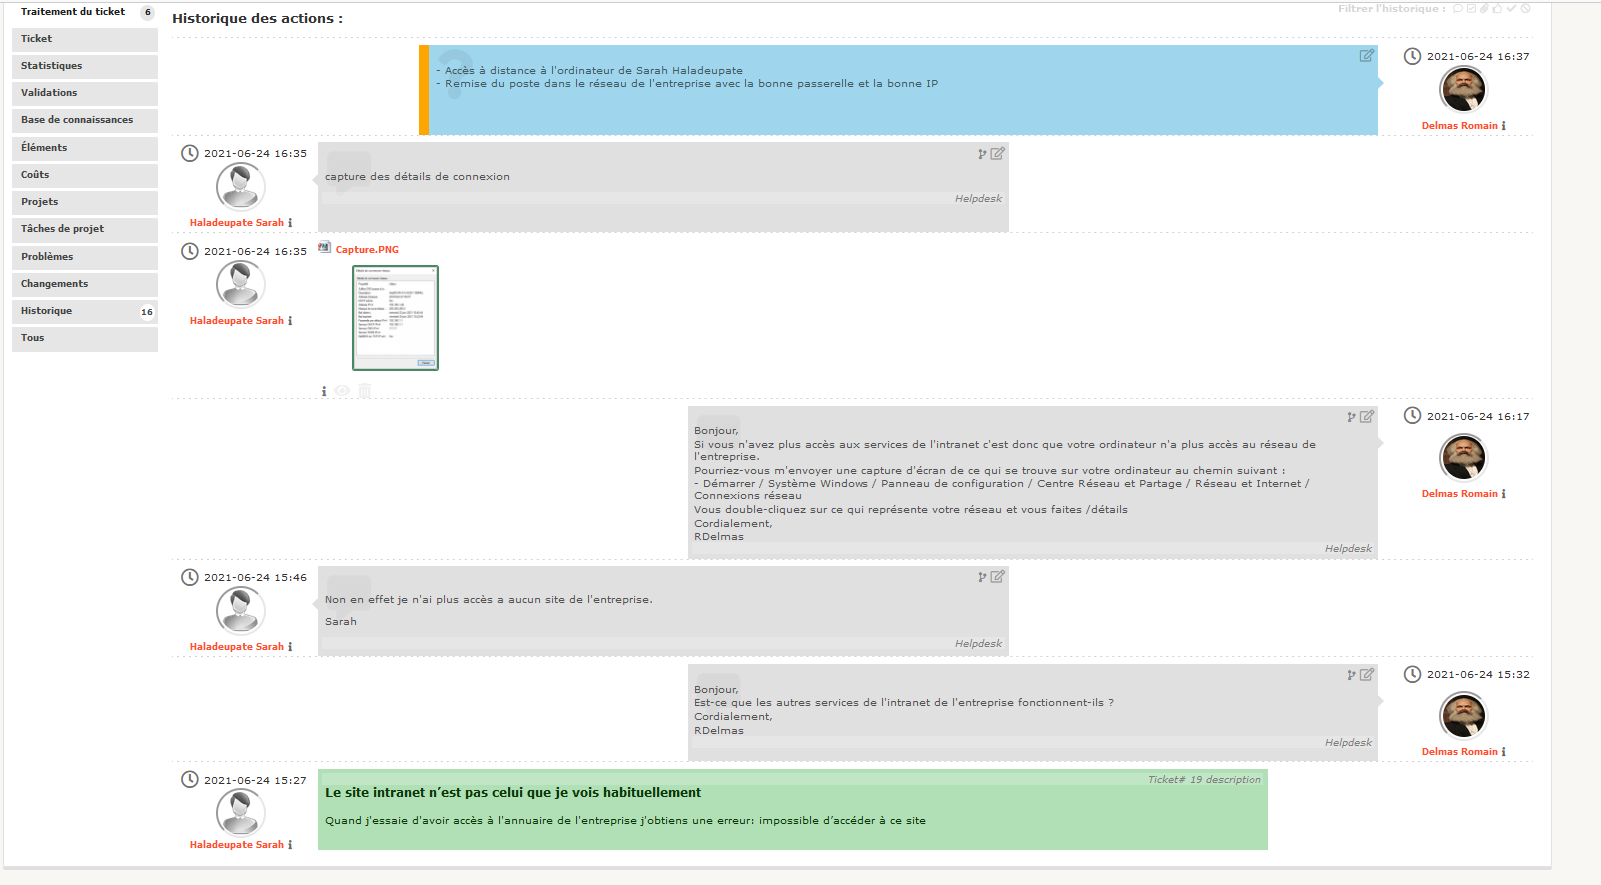 Traitement du ticket 6
Ticket
Statistiques
Validations
Base de connaissances
Éléments
Coûts
Projets
Tâches de projet
Problèmes
Changements
Historique 16
Tous
Historique des actions :
Filtrer l'historique :
- Accès à distance à l'ordinateur de Sarah Haladeupate
- Remise du poste dans le réseau de l'entreprise avec la bonne passerelle et la bonne IP
2021-06-24 16:37
Delmas Romain
2021-06-24 16:35
Haladeupate Sarah
capture des détails de connexion
Helpdesk
2021-06-24 16:35
Haladeupate Sarah
Capture.PNG
Bonjour,
Si vous n'avez plus accès aux services de l'intranet c'est donc que votre ordinateur n'a plus accès au réseau de
l'entreprise.
Pourriez-vous m'envoyer une capture d'écran de ce qui se trouve sur votre ordinateur au chemin suivant :
- Démarrer / Système Windows / Panneau de configuration / Centre Réseau et Partage / Réseau et Internet /
Connexions réseau
Vous double-cliquez sur ce qui représente votre réseau et vous faites /détails
Cordialement,
RDelmas
Helpdesk
2021-06-24 16:17
Delmas Romain
2021-06-24 15:46
Haladeupate Sarah
Non en effet je n'ai plus accès a aucun site de l'entreprise.
Sarah
Helpdesk
Bonjour,
Est-ce que les autres services de l'intranet de l'entreprise fonctionnent-ils ?
Cordialement,
RDelmas
Helpdesk
2021-06-24 15:32
Delmas Romain
2021-06-24 15:27
Haladeupate Sarah
Ticket# 19 description
Le site intranet n’est pas celui que je vois habituellement
Quand j'essaie d'avoir accès à l'annuaire de l'entreprise j'obtiens une erreur: impossible d’accéder à ce site